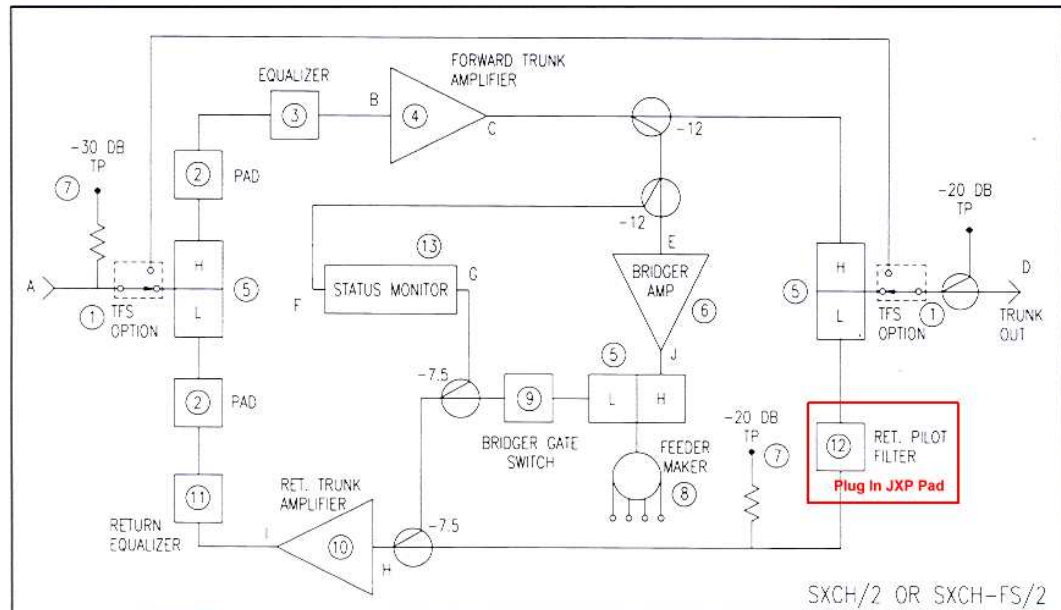 FORWARD TRUNK
AMPLIFIER
EQUALIZER
B
3
4
C
-12
-30 DB
TP
7
2
PAD
-20 DB
TP
-12
13
E
H
L
5
A
1
TFS
OPTION
G
STATUS MONITOR
F
BRIDGER
AMP
6
H
L
5
D
1
TFS
OPTION
TRUNK
OUT
J
5
-7.5
L
H
9
BRIDGER GATE
SWITCH
2
PAD
-20 DB
TP
7
FEEDER
MAKER
8
12
RET. PILOT
FILTER
Plug In JXP Pad
11
RETURN
EQUALIZER
RET. TRUNK
AMPLIFIER
-7.5
I
10
H
SXCH/2 OR SXCH-FS/2